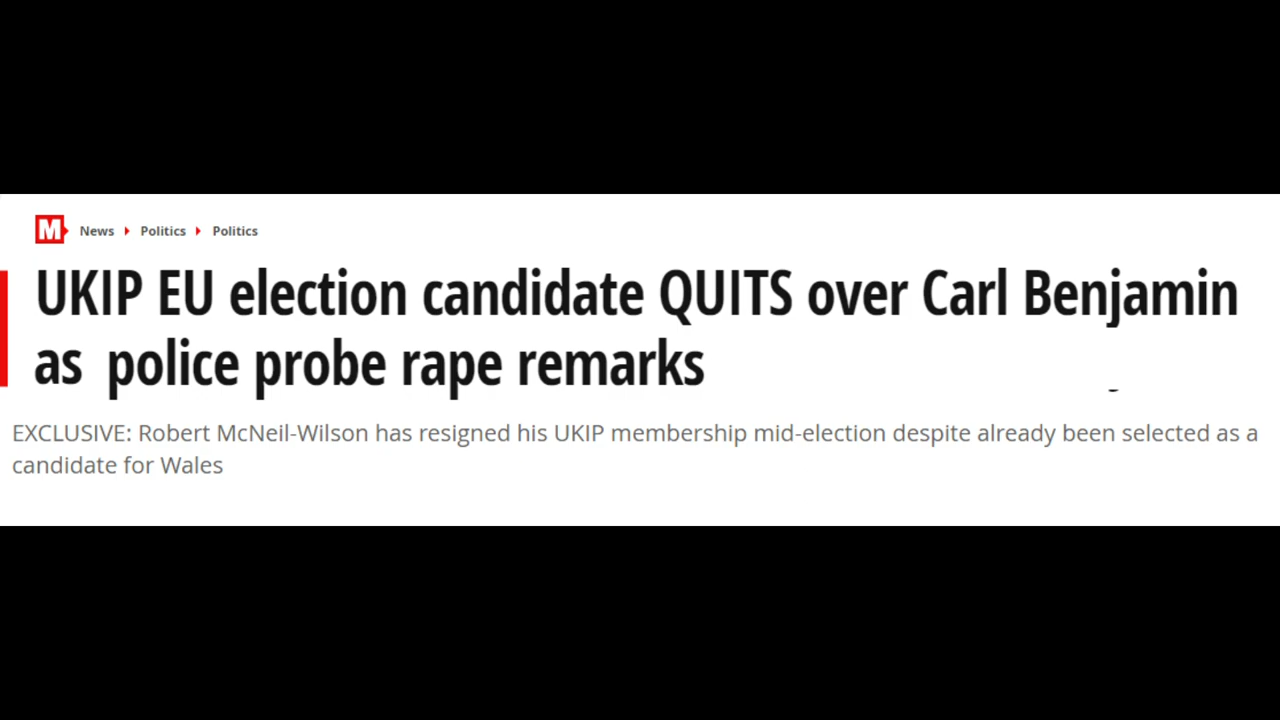 M News Politics Politics
UKIP EU election candidate QUITS over Carl Benjamin
as police probe rape remarks
EXCLUSIVE: Robert McNeil-Wilson has resigned his UKIP membership mid-election despite already been selected as a
candidate for Wales